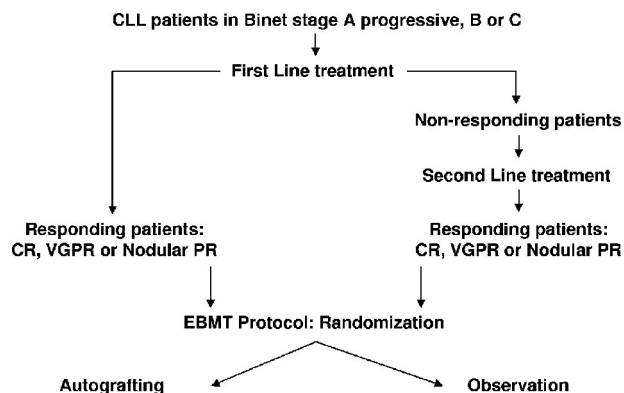 CLL patients in Binet stage A progressive, B or C
First Line treatment
Non-responding patients
Second Line treatment
Responding patients:
CR, VGPR or Nodular PR
Responding patients:
CR, VGPR or Nodular PR
EBMT Protocol: Randomization
Autografting
Observation